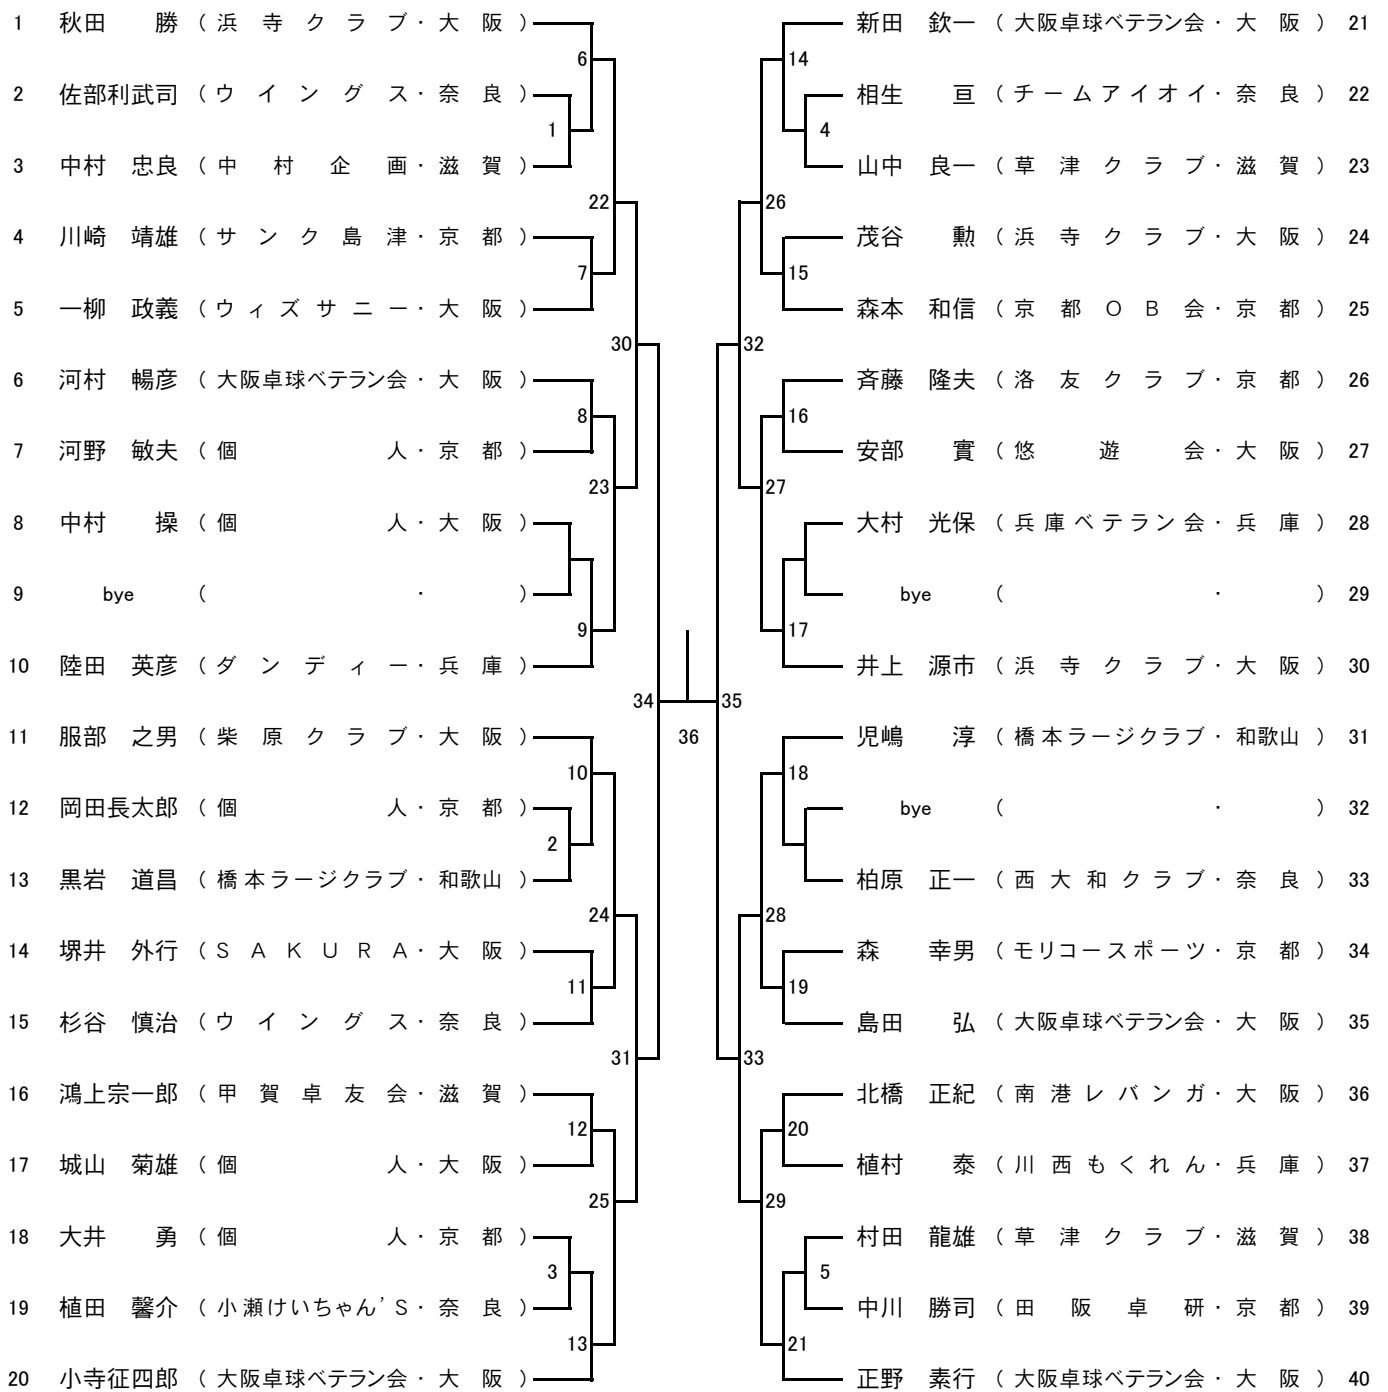 1 秋田 勝 (浜寺クラブ・大阪) 新田 欽一 (大阪卓球ベテラン会・大阪) 21
6 14
2 佐部利武司 (ウイングス・奈良) 相生 亘 (チームアイオイ・奈良) 22
1 4
3 中村 忠良 (中村企画・滋賀) 山中 良一 (草津クラブ・滋賀) 23
22 26
4 川崎 靖雄 (サンク島津・京都) 茂谷 勲 (浜寺クラブ・大阪) 24
7 15
5 一柳 政義 (ウィズサニー・大阪) 森本 和信 (京都OB会・京都) 25
30 32
6 河村 暢彦 (大阪卓球ベテラン会・大阪) 斉藤 隆夫 (洛友クラブ・京都) 26
8 16
7 河野 敏夫 (個人・京都) 安部 實 (悠遊会・大阪) 27
23 27
8 中村 操 (個人・大阪) 大村 光保 (兵庫ベテラン会・兵庫) 28
9 bye (・) bye (・) 29
9 17
10 陸田 英彦 (ダンディー・兵庫) 井上 源市 (浜寺クラブ・大阪) 30
34 35
11 服部 之男 (柴原クラブ・大阪) 36 児嶋 淳 (橋本ラージクラブ・和歌山) 31
10 18
12 岡田長太郎 (個人・京都) bye (・) 32
2
13 黒岩 道昌 (橋本ラージクラブ・和歌山) 柏原 正一 (西大和クラブ・奈良) 33
24 28
14 堺井 外行 (SAKURA・大阪) 森 幸男 (モリコースポーツ・京都) 34
11 19
15 杉谷 慎治 (ウイングス・奈良) 島田 弘 (大阪卓球ベテラン会・大阪) 35
31 33
16 鴻上宗一郎 (甲賀卓友会・滋賀) 北橋 正紀 (南港レバンガ・大阪) 36
12 20
17 城山 菊雄 (個人・大阪) 植村 泰 (川西もくれん・兵庫) 37
25 29
18 大井 勇 (個人・京都) 村田 龍雄 (草津クラブ・滋賀) 38
3 5
19 植田 馨介 (小瀬けいちゃん'S・奈良) 中川 勝司 (田阪卓研・京都) 39
13 21
20 小寺征四郎 (大阪卓球ベテラン会・大阪) 正野 素行 (大阪卓球ベテラン会・大阪) 40